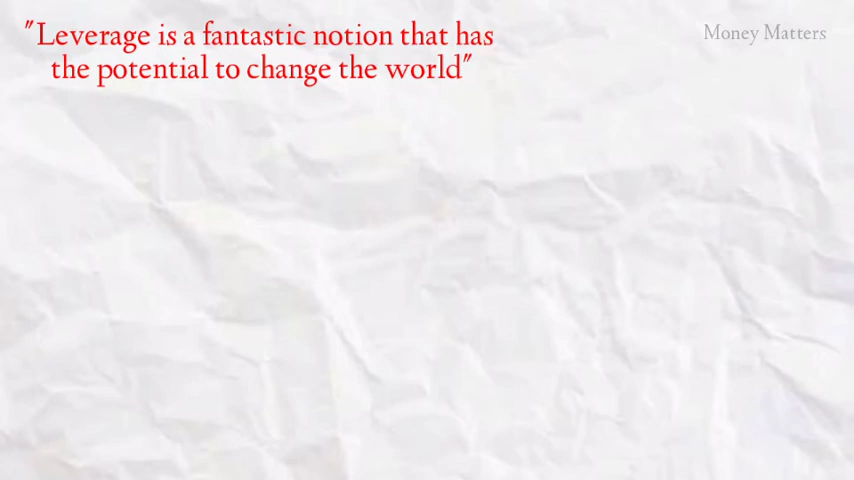 "Leverage is a fantastic notion that has
the potential to change the world"
Money Matters